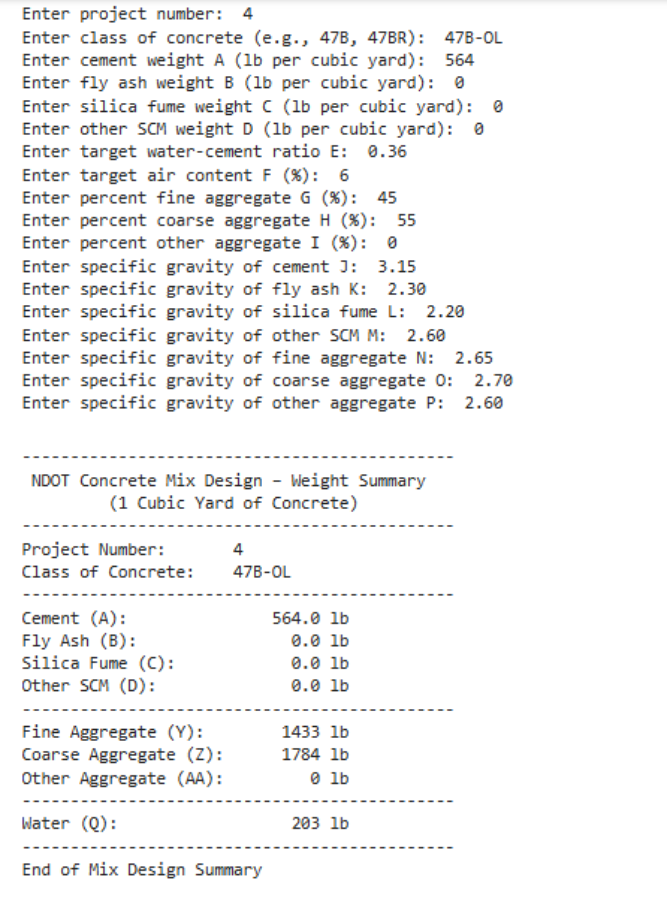 Enter project number:  4
Enter class of concrete (e.g., 47B, 47BR):  47B-OL
Enter cement weight A (lb per cubic yard):  564
Enter fly ash weight B (lb per cubic yard):  0
Enter silica fume weight C (lb per cubic yard):  0
Enter other SCM weight D (lb per cubic yard):  0
Enter target water-cement ratio E:  0.36
Enter target air content F (%):  6
Enter percent fine aggregate G (%):  45
Enter percent coarse aggregate H (%):  55
Enter percent other aggregate I (%):  0
Enter specific gravity of cement J:  3.15
Enter specific gravity of fly ash K:  2.30
Enter specific gravity of silica fume L:  2.20
Enter specific gravity of other SCM M:  2.60
Enter specific gravity of fine aggregate N:  2.65
Enter specific gravity of coarse aggregate O:  2.70
Enter specific gravity of other aggregate P:  2.60
---------------------------------------------
NDOT Concrete Mix Design – Weight Summary
(1 Cubic Yard of Concrete)
---------------------------------------------
Project Number:       4
Class of Concrete:    47B-OL
---------------------------------------------
Cement (A):               564.0 lb
Fly Ash (B):                0.0 lb
Silica Fume (C):            0.0 lb
Other SCM (D):              0.0 lb
---------------------------------------------
Fine Aggregate (Y):        1433 lb
Coarse Aggregate (Z):      1784 lb
Other Aggregate (AA):         0 lb
---------------------------------------------
Water (Q):                  203 lb
---------------------------------------------
End of Mix Design Summary